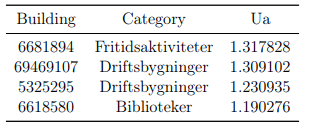 Building Category Ua
6681894 Fritidsaktiviteter 1.317828
69469107 Driftsbygninger 1.309102
5325295 Driftsbygninger 1.230935
6618580 Biblioteker 1.190276